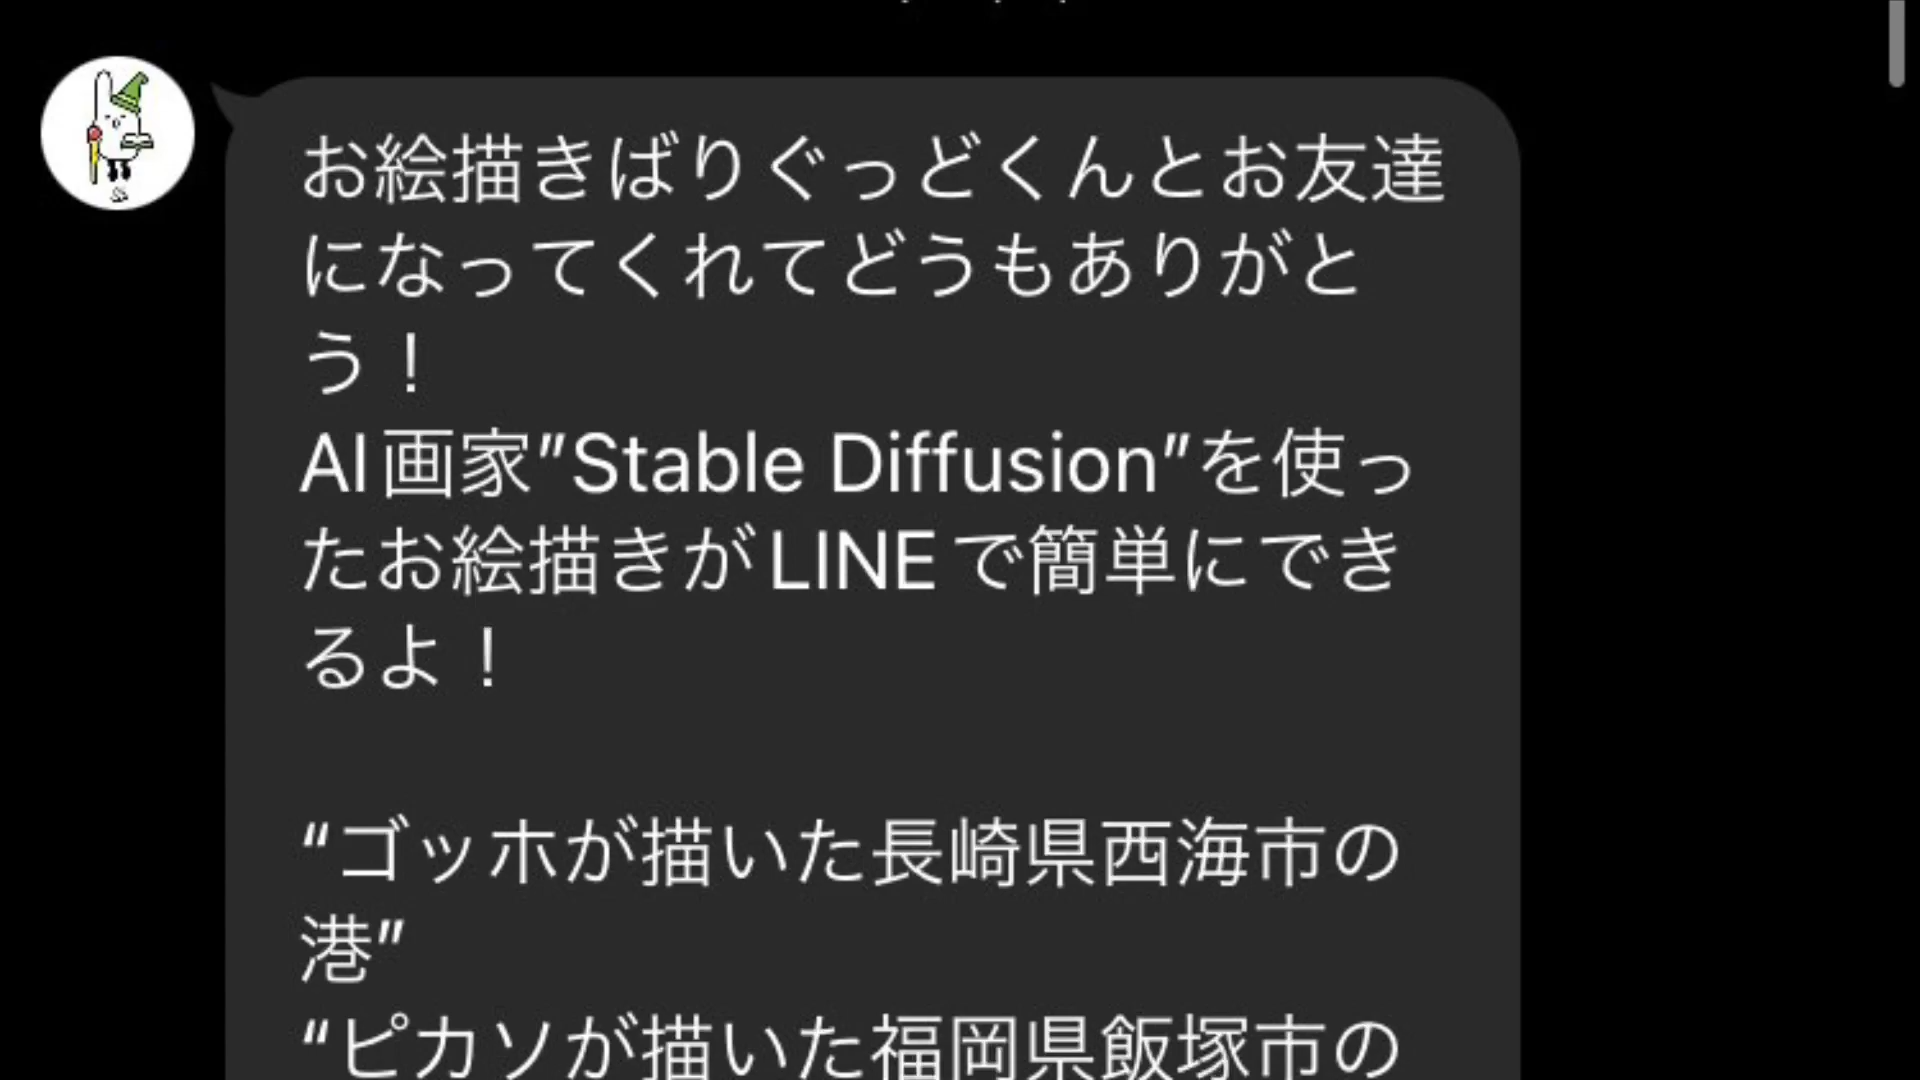 お絵描きばりぐっどくんとお友達
になってくれてどうもありがと
う！
AI画家”Stable Diffusion”を使っ
たお絵描きがLINEで簡単にでき
るよ！
“ゴッホが描いた長崎県西海市の
港”
“ピカソが描いた福岡県飯塚市の